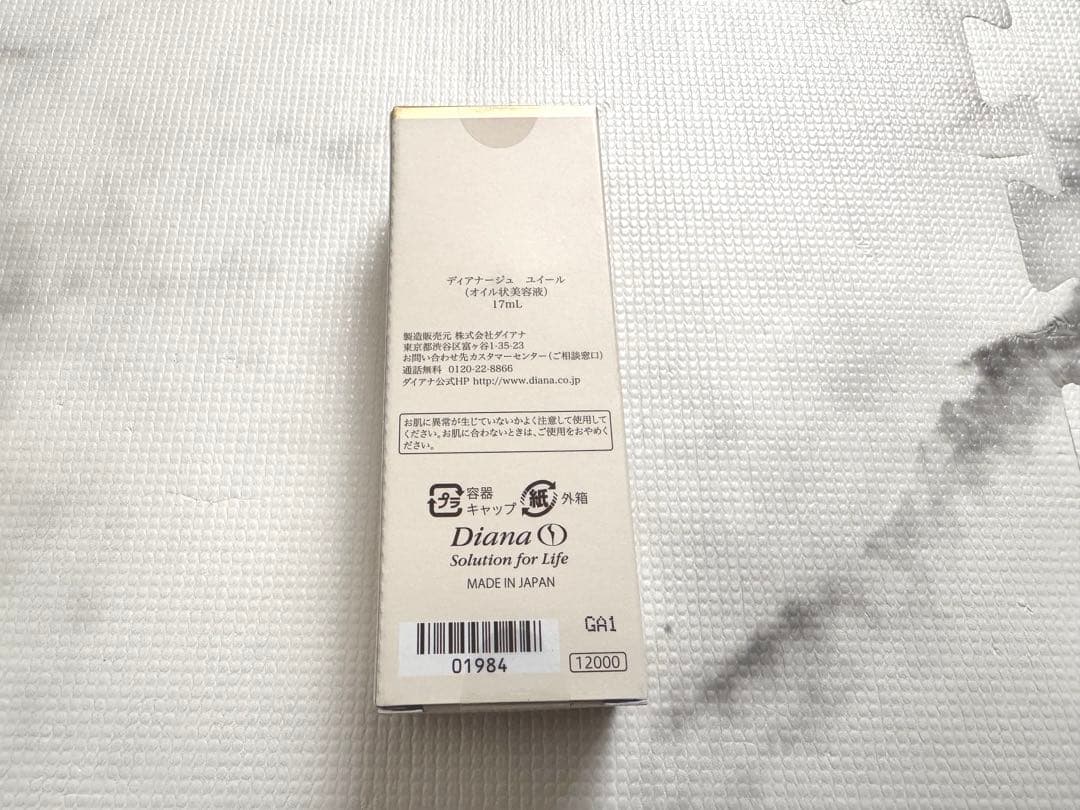 ディアナージュ　ユイール
（オイル状美容液）
17mL
製造販売元 株式会社ダイアナ
東京都渋谷区富ヶ谷1-35-23
お問い合わせ先カスタマーセンター（ご相談窓口）
通話無料 0120-22-8866
ダイアナ公式HP http://www.diana.co.jp
お肌に異常が生じていないかよく注意して使用して
ください。お肌に合わないときは、ご使用をおやめく
ださい。
プラ 容器 キャップ 紙 外箱
Diana
Solution for Life
MADE IN JAPAN
GA1
01984
12000